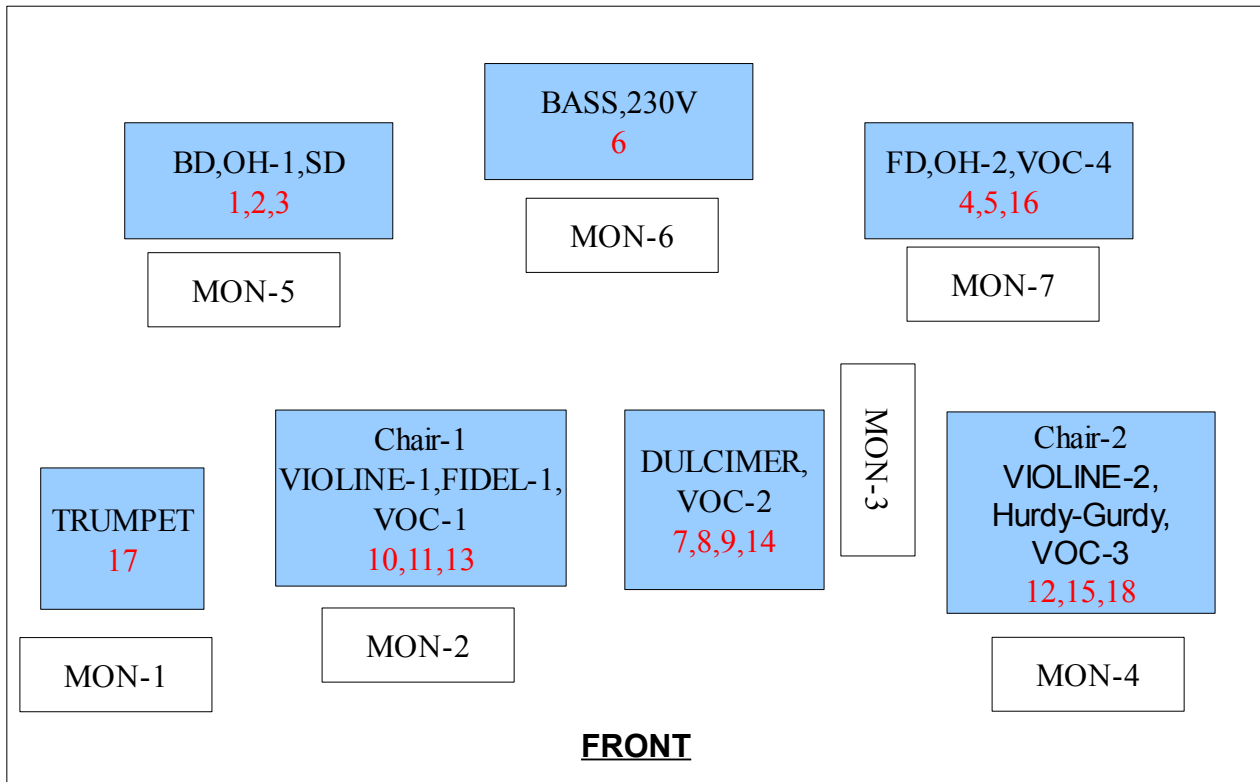 BASS,230V
6
BD,OH-1,SD
1,2,3
FD,OH-2,VOC-4
4,5,16
MON-6
MON-5
MON-7
MON-3
Chair-1
VIOLINE-1,FIDEL-1,
VOC-1
10,11,13
DULCIMER,
VOC-2
7,8,9,14
Chair-2
VIOLINE-2,
Hurdy-Gurdy,
VOC-3
12,15,18
TRUMPET
17
MON-2
MON-1
MON-4
FRONT